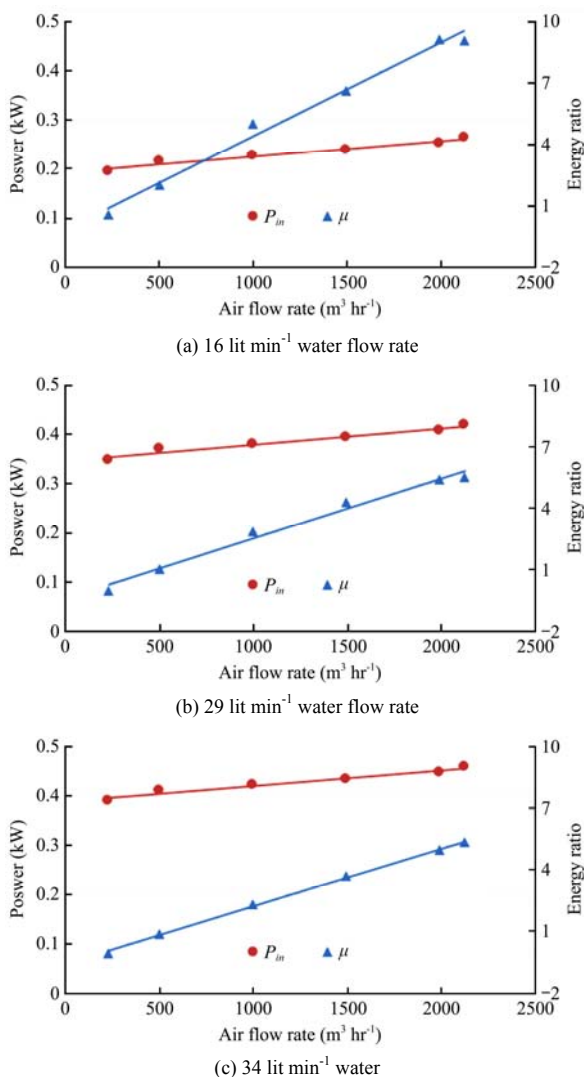 0.5
0.4
0.3
0.2
0.1
0
Poswer (kW)
10
7
4
1
−2
Energy ratio
P_in μ
0 500 1000 1500 2000 2500
Air flow rate (m³ hr⁻¹)
(a) 16 lit min⁻¹ water flow rate
0.5
0.4
0.3
0.2
0.1
0
Poswer (kW)
10
7
4
1
−2
Energy ratio
P_in μ
0 500 1000 1500 2000 2500
Air flow rate (m³ hr⁻¹)
(b) 29 lit min⁻¹ water flow rate
0.5
0.4
0.3
0.2
0.1
0
Poswer (kW)
10
7
4
1
−2
Energy ratio
P_in μ
0 500 1000 1500 2000 2500
Air flow rate (m³ hr⁻¹)
(c) 34 lit min⁻¹ water